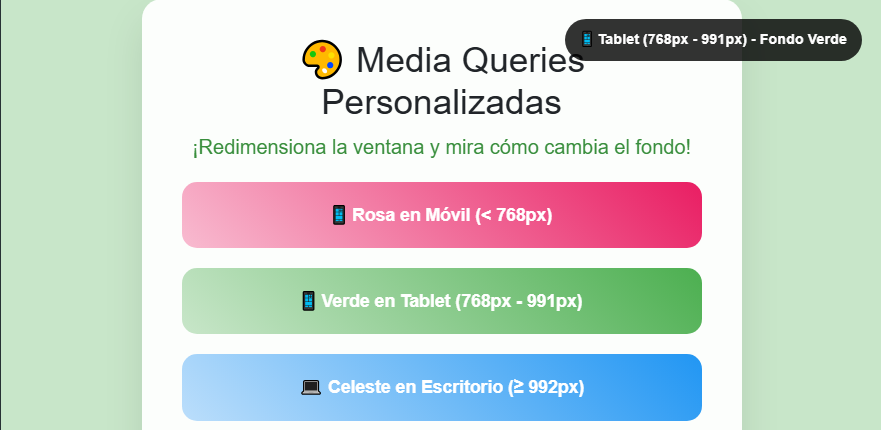 📱 Tablet (768px - 991px) - Fondo Verde
🎨 Media Queries
Personalizadas
¡Redimensiona la ventana y mira cómo cambia el fondo!
📱 Rosa en Móvil (< 768px)
📱 Verde en Tablet (768px - 991px)
💻 Celeste en Escritorio (≥ 992px)